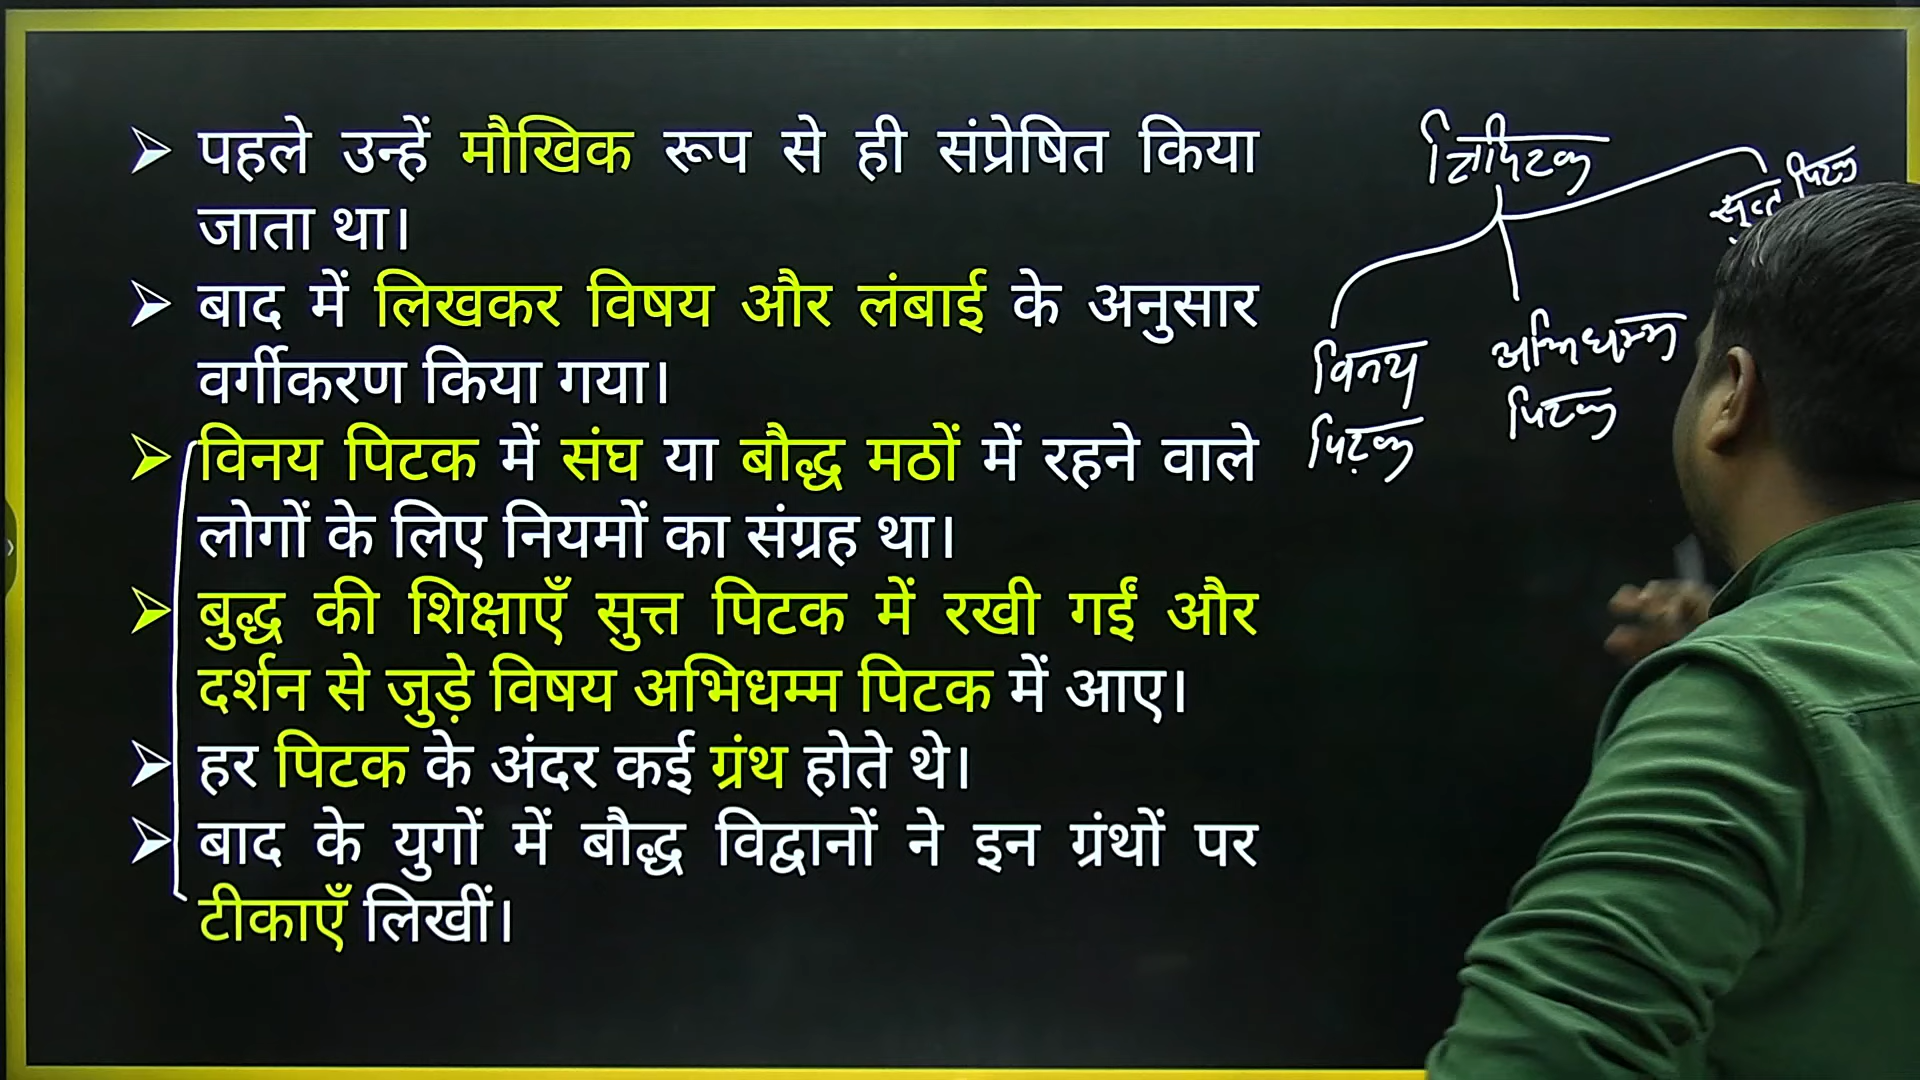 पहले उन्हें मौखिक रूप से ही संप्रेषित किया
जाता था।
बाद में लिखकर विषय और लंबाई के अनुसार
वर्गीकरण किया गया।
विनय पिटक में संघ या बौद्ध मठों में रहने वाले
लोगों के लिए नियमों का संग्रह था।
बुद्ध की शिक्षाएँ सुत्त पिटक में रखी गईं और
दर्शन से जुड़े विषय अभिधम्म पिटक में आए।
हर पिटक के अंदर कई ग्रंथ होते थे।
बाद के युगों में बौद्ध विद्वानों ने इन ग्रंथों पर
टीकाएँ लिखीं।
त्रिपिटक
सुत्त पिटक
विनय
पिटक
अभिधम्म
पिटक